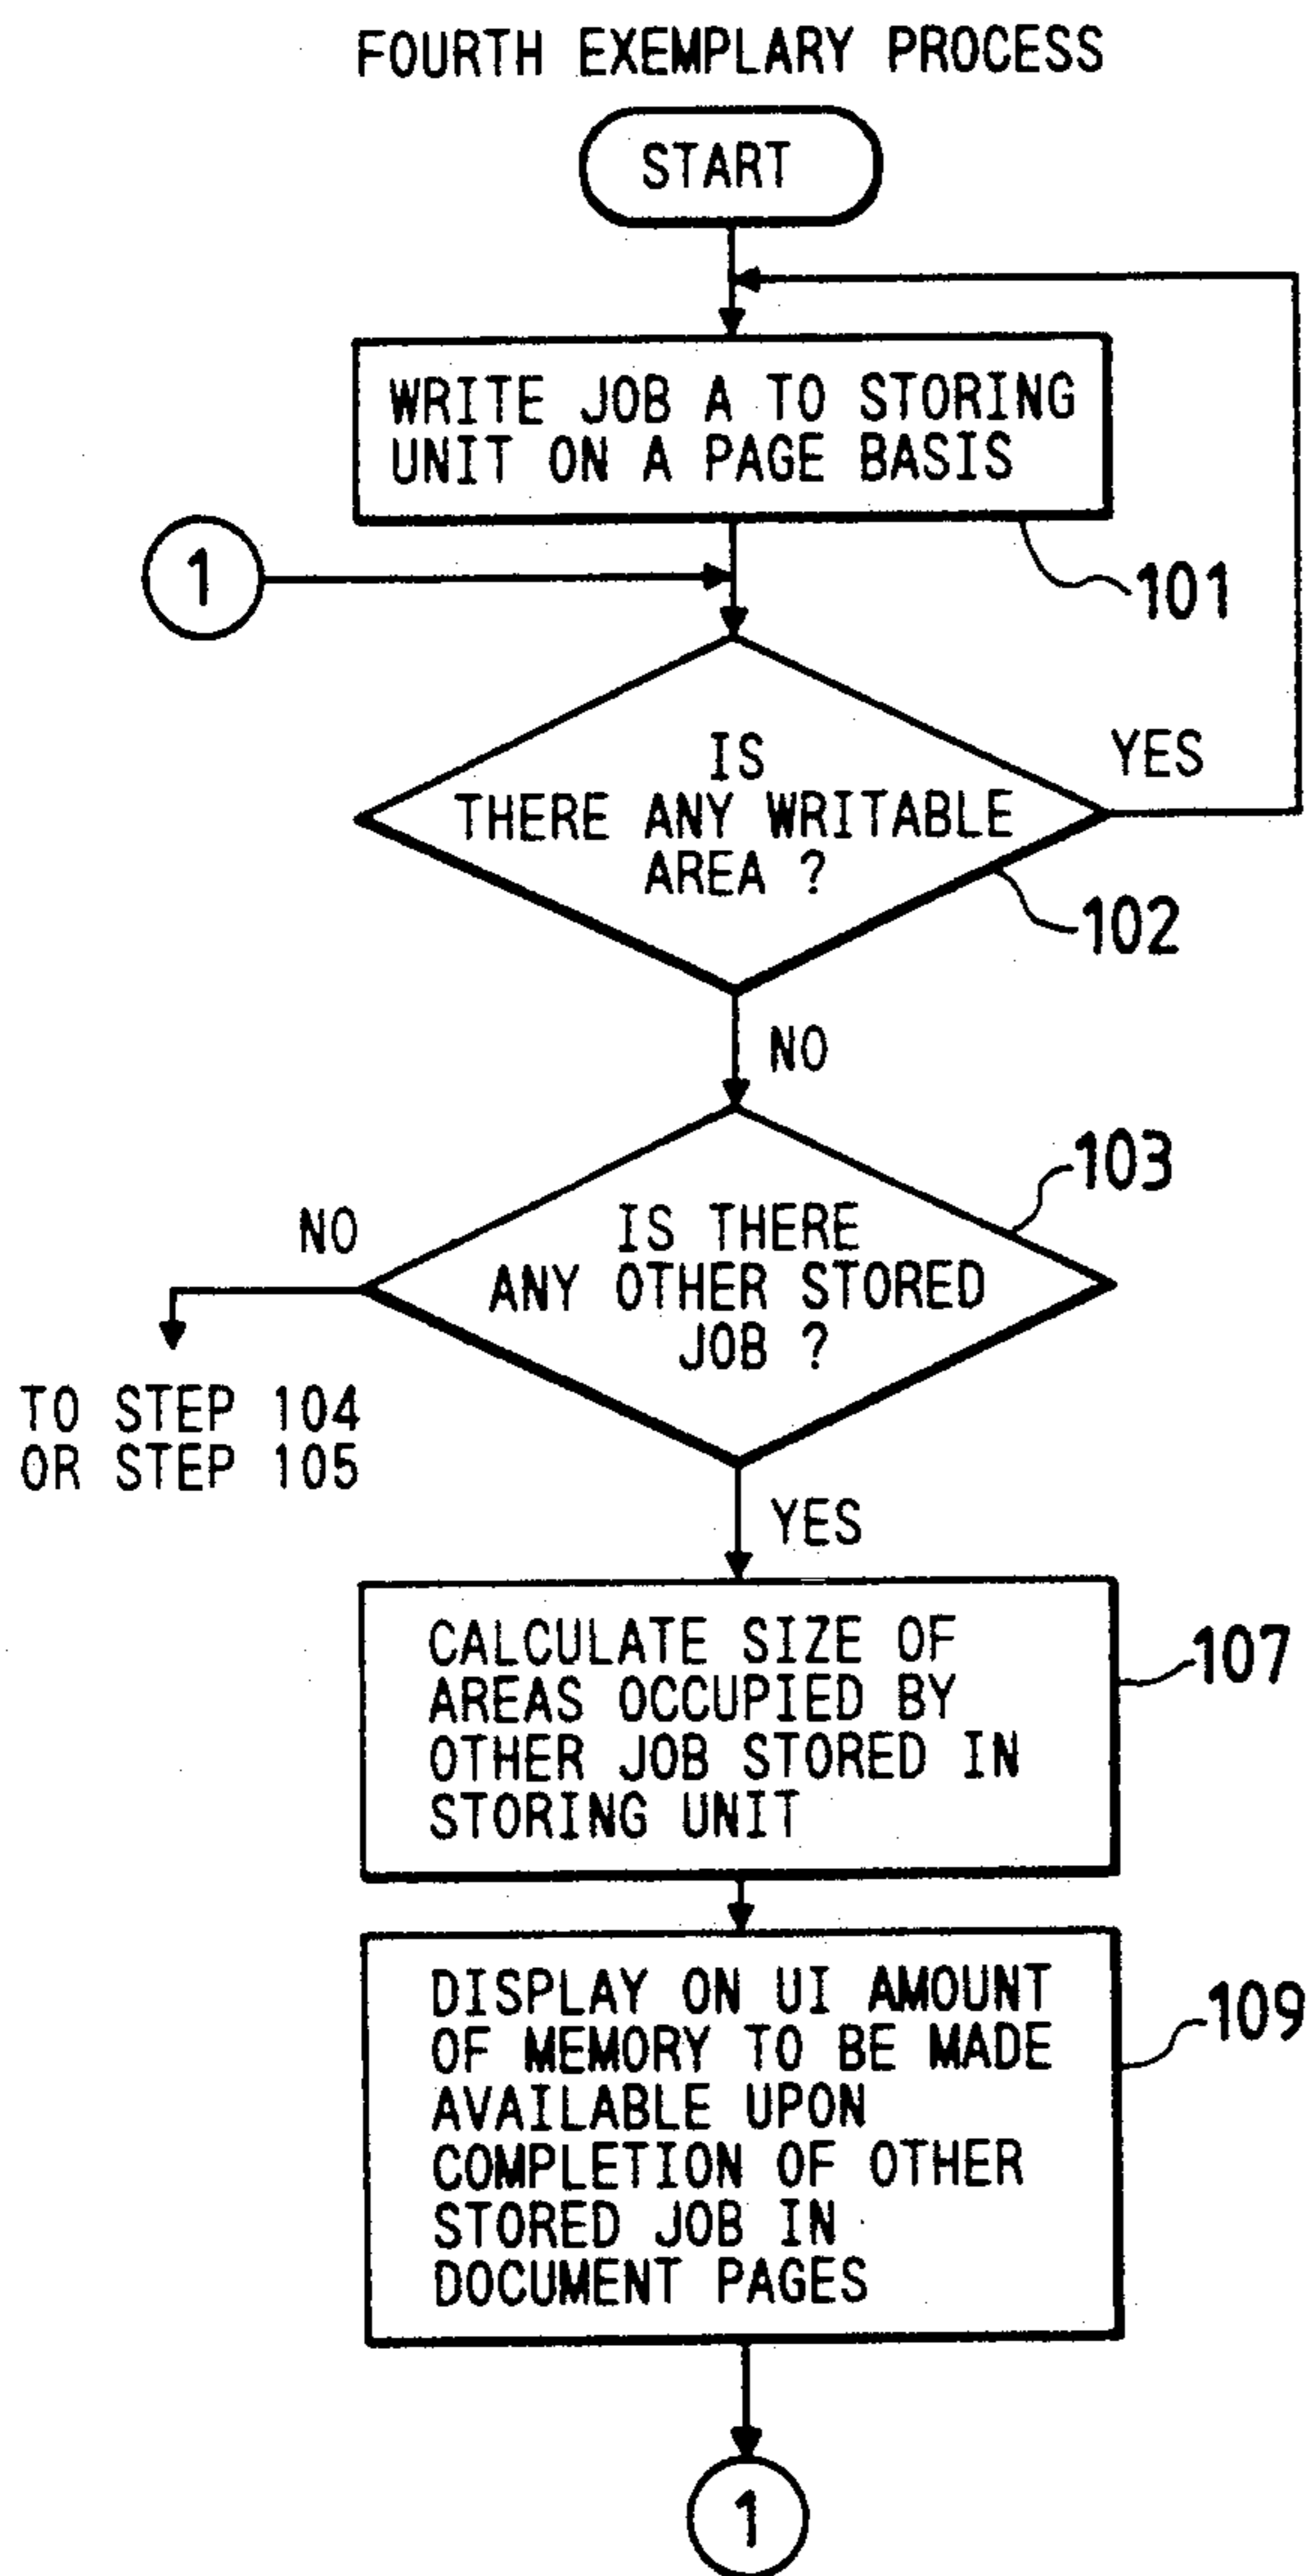 FOURTH EXEMPLARY PROCESS
START
WRITE JOB A TO STORING
UNIT ON A PAGE BASIS
101
1
IS
THERE ANY WRITABLE
AREA ?
YES
102
NO
103
IS THERE
ANY OTHER STORED
JOB ?
NO
TO STEP 104
OR STEP 105
YES
CALCULATE SIZE OF
AREAS OCCUPIED BY
OTHER JOB STORED IN
STORING UNIT
107
DISPLAY ON UI AMOUNT
OF MEMORY TO BE MADE
AVAILABLE UPON
COMPLETION OF OTHER
STORED JOB IN
DOCUMENT PAGES
109
1